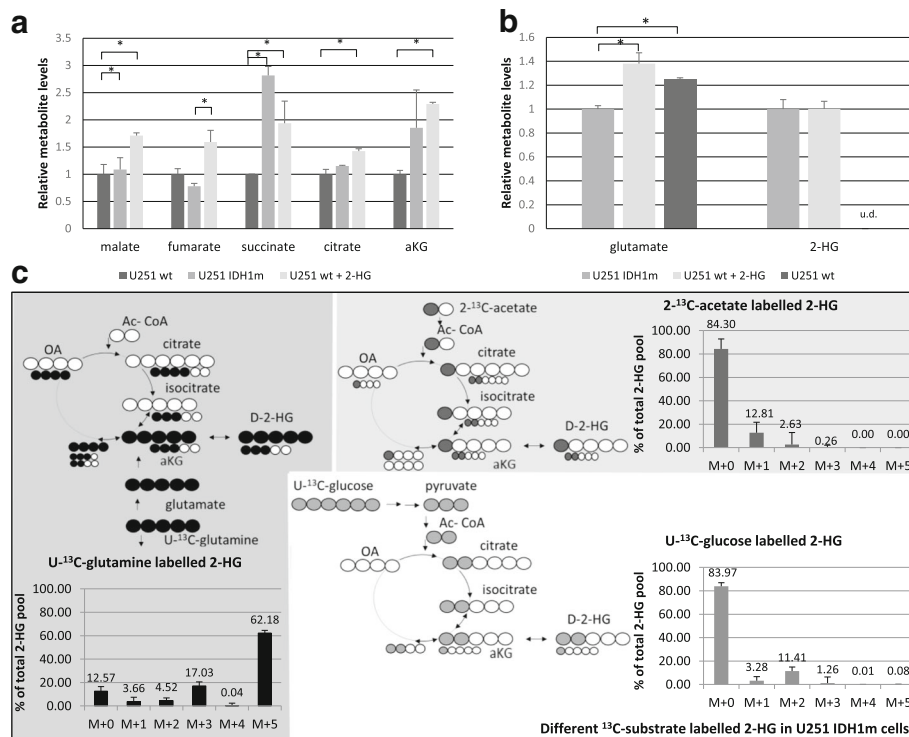 a
Relative metabolite levels
3.5
3
2.5
2
1.5
1
0.5
0
* * * * * * *
malate fumarate succinate citrate aKG
U251 wt U251 IDH1m U251 wt + 2-HG
b
Relative metabolite levels
1.6
1.4
1.2
1
0.8
0.6
0.4
0.2
0
*
*
u.d.
glutamate 2-HG
U251 IDH1m U251 wt + 2-HG U251 wt
c
Ac- CoA
OA
citrate
isocitrate
D-2-HG
aKG
glutamate
U-¹³C-glutamine
U-¹³C-glutamine labelled 2-HG
% of total 2-HG pool
100.00
80.00
60.00
40.00
20.00
0.00
12.57 3.66 4.52 17.03 0.04 62.18
M+0 M+1 M+2 M+3 M+4 M+5
2-¹³C-acetate
Ac- CoA
OA
citrate
isocitrate
D-2-HG
aKG
2-¹³C-acetate labelled 2-HG
% of total 2-HG pool
100.00
80.00
60.00
40.00
20.00
0.00
84.30 12.81 2.63 0.26 0.00 0.00
M+0 M+1 M+2 M+3 M+4 M+5
U-¹³C-glucose
pyruvate
Ac- CoA
OA
citrate
isocitrate
D-2-HG
aKG
U-¹³C-glucose labelled 2-HG
% of total 2-HG pool
100.00
80.00
60.00
40.00
20.00
0.00
83.97 3.28 11.41 1.26 0.01 0.08
M+0 M+1 M+2 M+3 M+4 M+5
Different ¹³C-substrate labelled 2-HG in U251 IDH1m cells